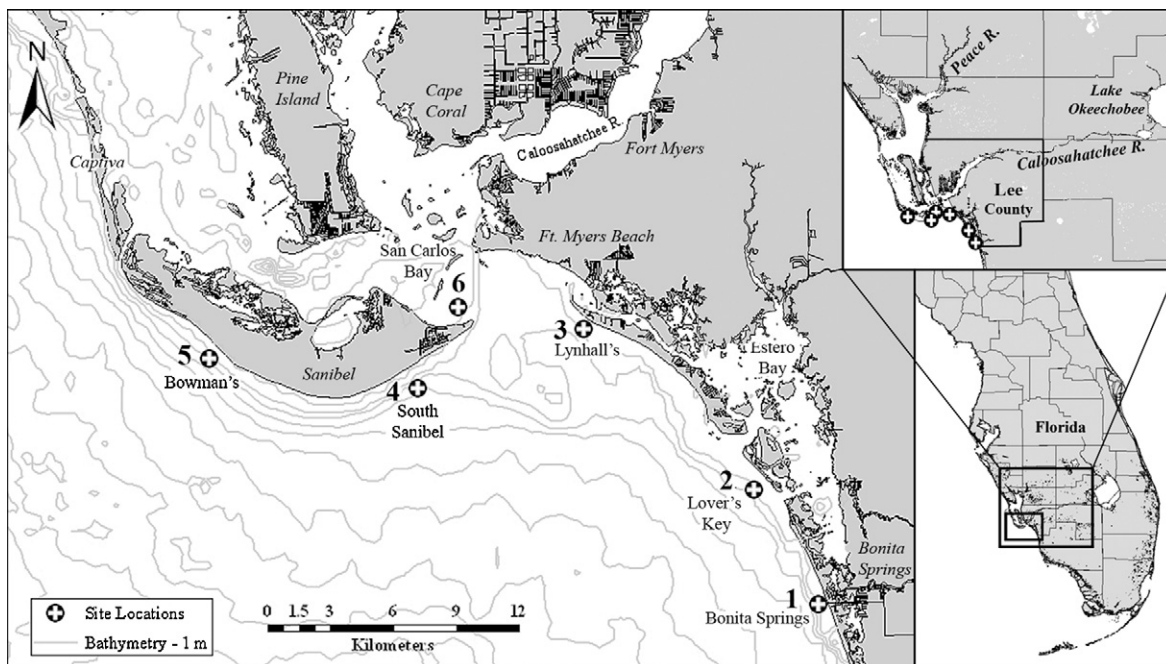 N
Pine
Island
Cape
Coral
Captiva
Caloosahatchee R.
Fort Myers
San Carlos
Bay
Ft. Myers Beach
6
3
Lynhall's
Estero
Bay
5
Bowman's
Sanibel
4
South
Sanibel
2
Lover's
Key
Bonita
Springs
1
Bonita Springs
Site Locations
Bathymetry - 1 m
0 1.5 3 6 9 12
Kilometers
Peace R.
Lake
Okeechobee
Caloosahatchee R.
Lee
County
Florida